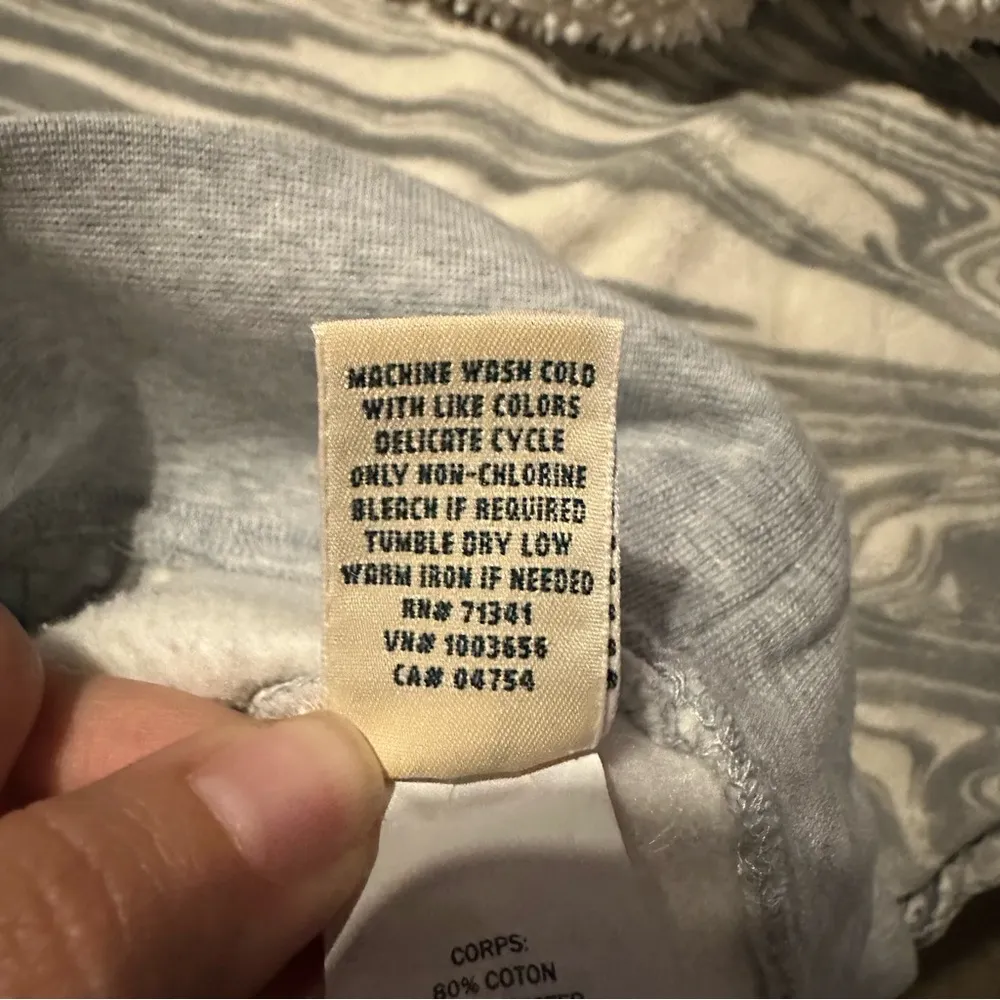 MACHINE WASH COLD
WITH LIKE COLORS
DELICATE CYCLE
ONLY NON-CHLORINE
BLEACH IF REQUIRED
TUMBLE DRY LOW
WARM IRON IF NEEDED
RN# 71341
VN# 1003656
CA# 04754
CORPS:
80% COTON